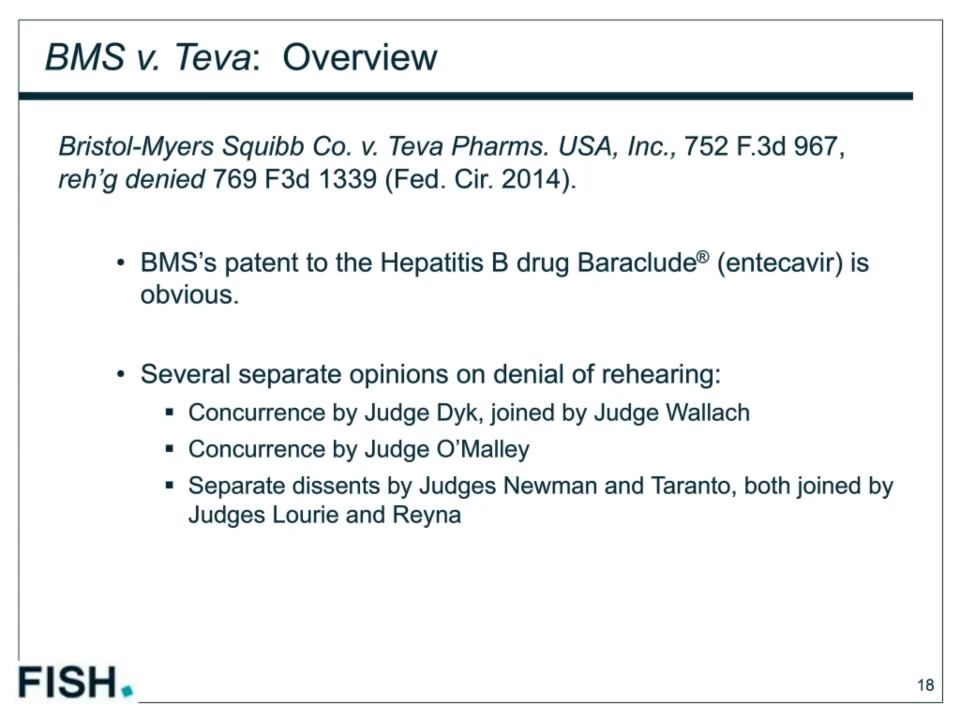 BMS v. Teva: Overview
Bristol-Myers Squibb Co. v. Teva Pharms. USA, Inc., 752 F.3d 967,
reh’g denied 769 F3d 1339 (Fed. Cir. 2014).
• BMS’s patent to the Hepatitis B drug Baraclude® (entecavir) is
obvious.
• Several separate opinions on denial of rehearing:
▪ Concurrence by Judge Dyk, joined by Judge Wallach
▪ Concurrence by Judge O’Malley
▪ Separate dissents by Judges Newman and Taranto, both joined by
Judges Lourie and Reyna
FISH.
18